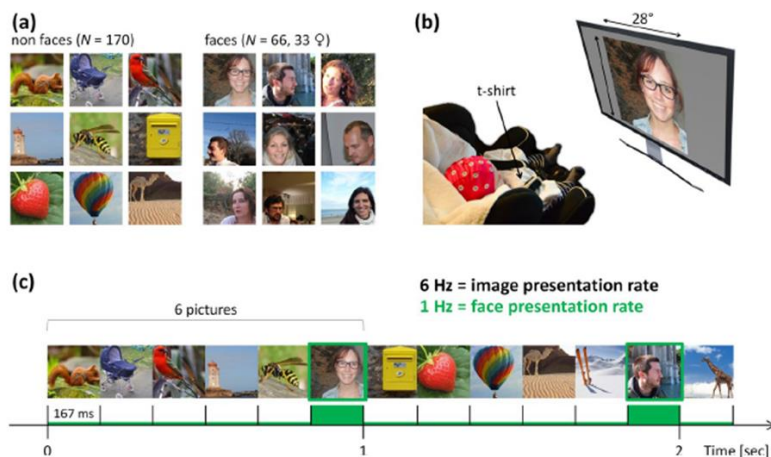 (a)
non faces (N = 170)
faces (N = 66, 33 ♀)
(b)
28°
t-shirt
(c)
6 Hz = image presentation rate
1 Hz = face presentation rate
6 pictures
167 ms
0
1
2
Time [sec]